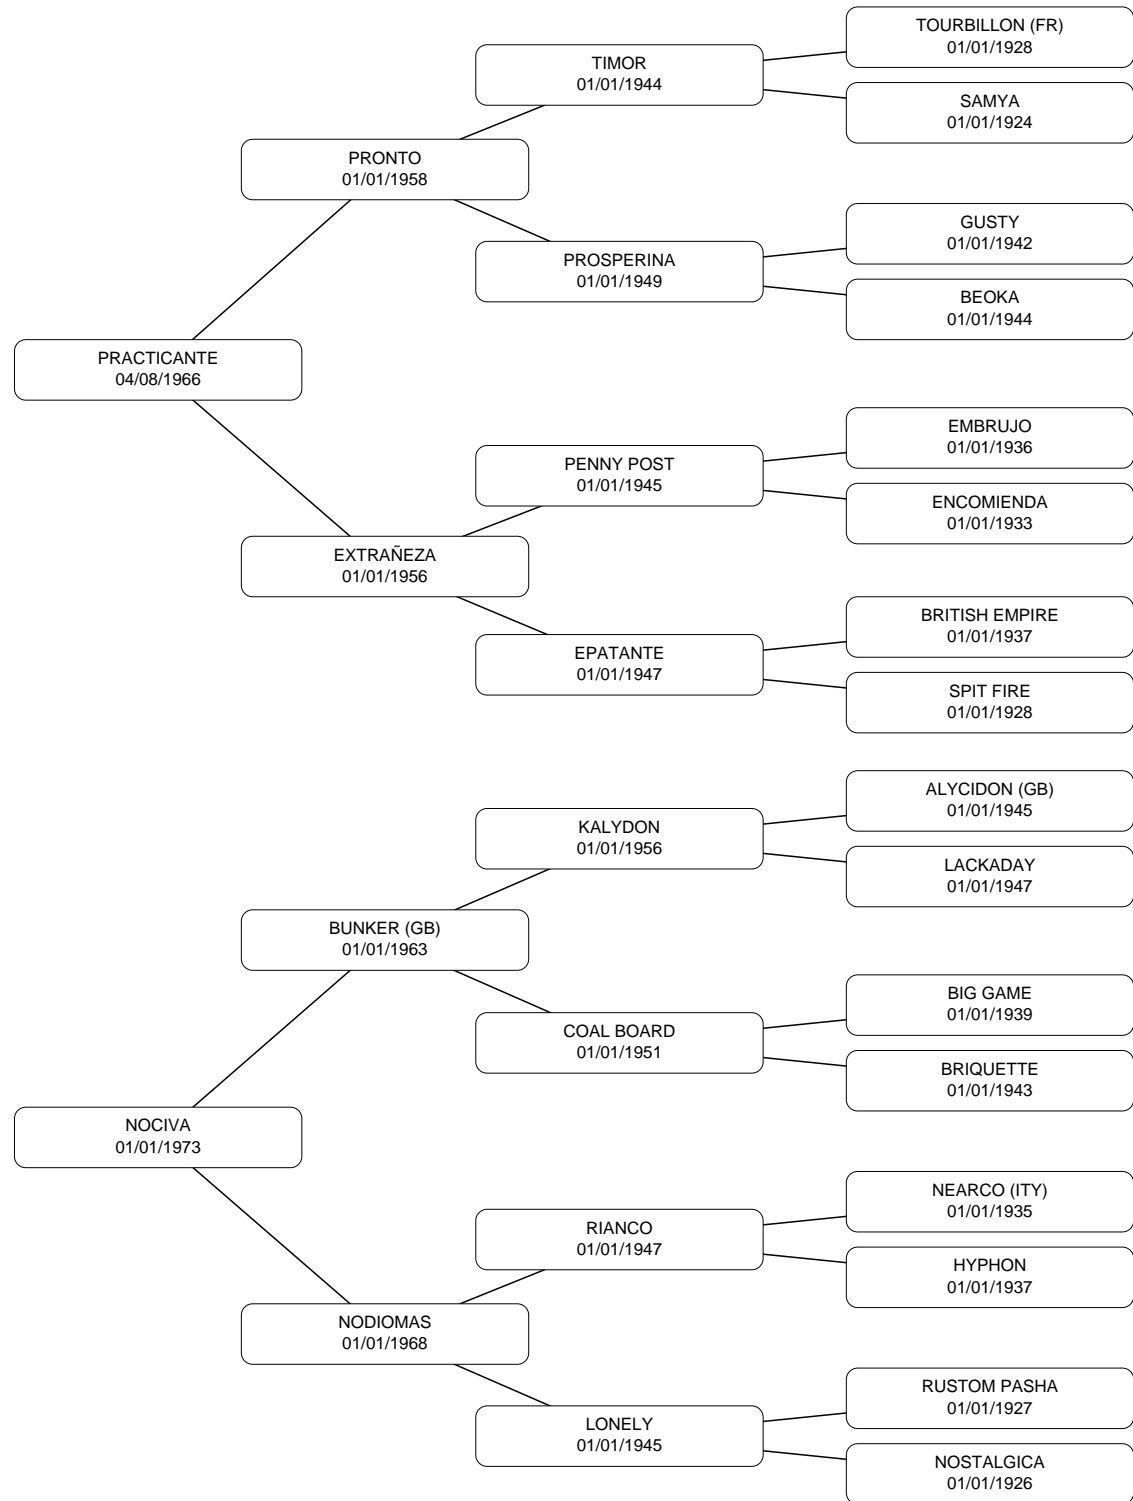 TOURBILLON (FR)
01/01/1928
TIMOR
01/01/1944
SAMYA
01/01/1924
PRONTO
01/01/1958
GUSTY
01/01/1942
PROSPERINA
01/01/1949
BEOKA
01/01/1944
PRACTICANTE
04/08/1966
EMBRUJO
01/01/1936
PENNY POST
01/01/1945
ENCOMIENDA
01/01/1933
EXTRAÑEZA
01/01/1956
BRITISH EMPIRE
01/01/1937
EPATANTE
01/01/1947
SPIT FIRE
01/01/1928
ALYCIDON (GB)
01/01/1945
KALYDON
01/01/1956
LACKADAY
01/01/1947
BUNKER (GB)
01/01/1963
BIG GAME
01/01/1939
COAL BOARD
01/01/1951
BRIQUETTE
01/01/1943
NOCIVA
01/01/1973
NEARCO (ITY)
01/01/1935
RIANCO
01/01/1947
HYPHON
01/01/1937
NODIOMAS
01/01/1968
RUSTOM PASHA
01/01/1927
LONELY
01/01/1945
NOSTALGICA
01/01/1926